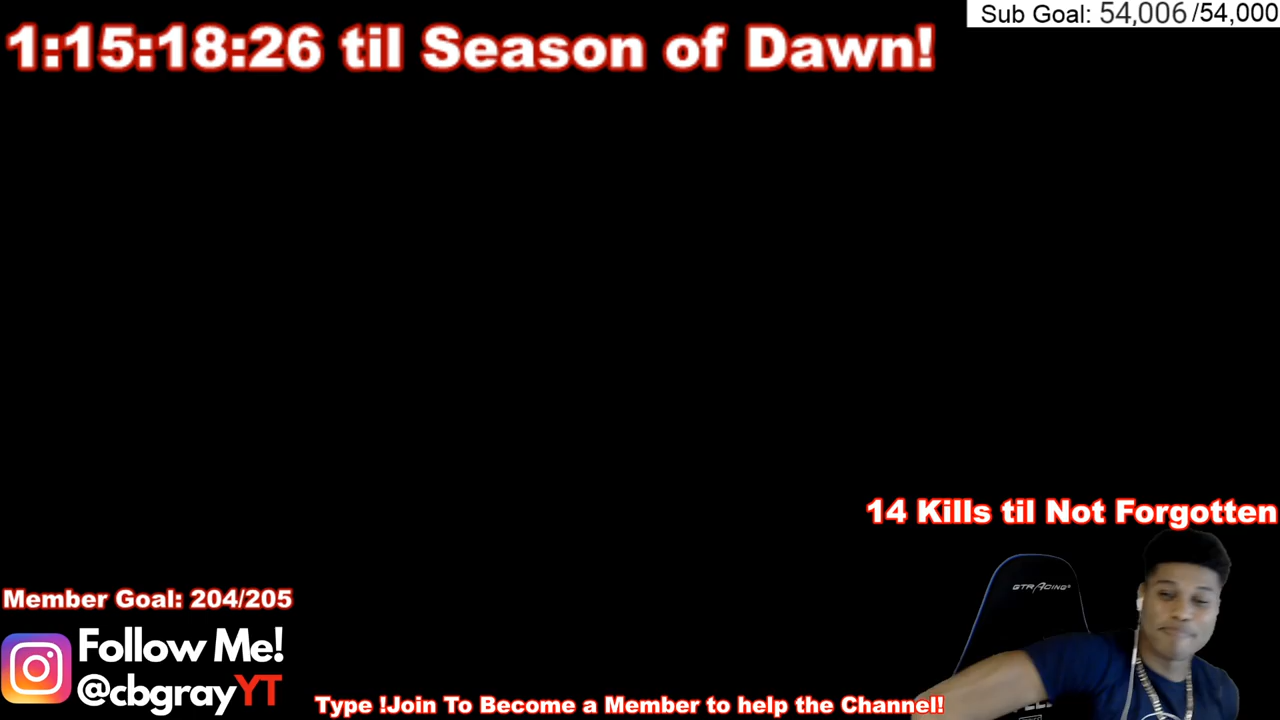 Sub Goal: 54,006/54,000
1:15:18:26 til Season of Dawn!
14 Kills til Not Forgotten
GTRACING
Member Goal: 204/205
Follow Me!
@cbgrayYT
Type !Join To Become a Member to help the Channel!